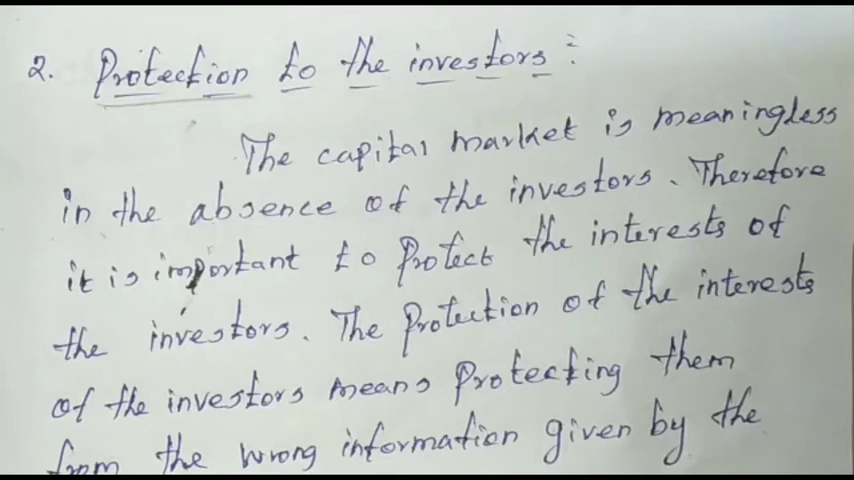 2. Protection to the investors :
The capital market is meaningless
in the absence of the investors. Therefore
it is important to Protect the interests of
the investors. The Protection of the interests
of the investors means Protecting them
from the wrong information given by the